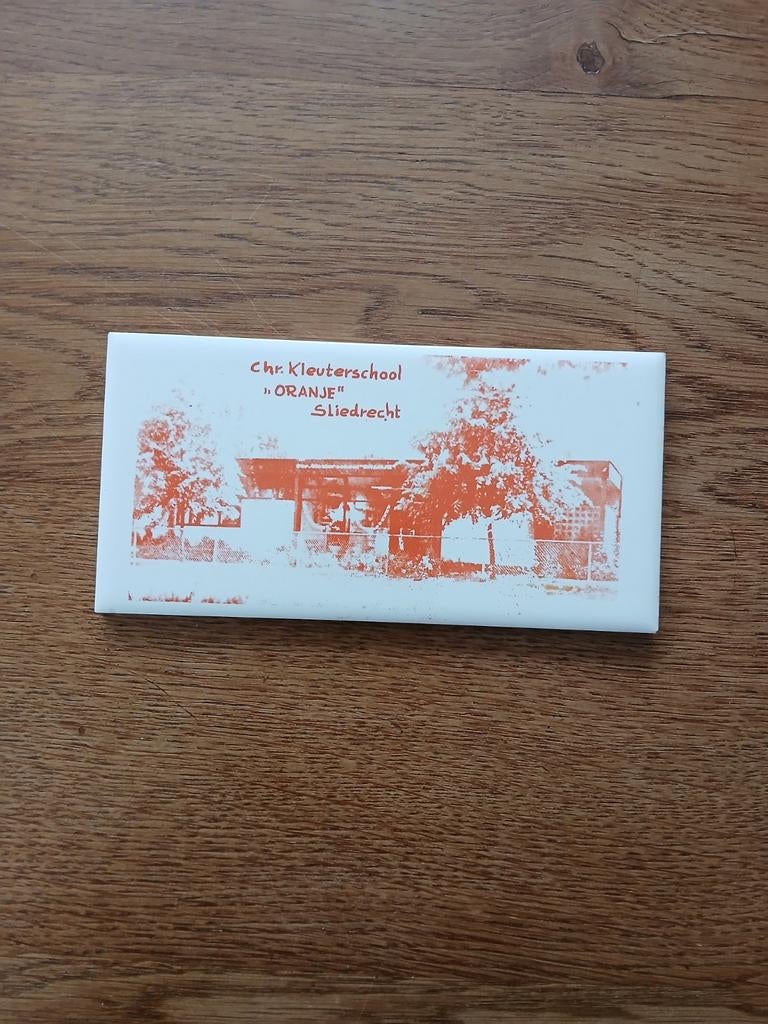 Chr. Kleuterschool
„ORANJE"
Sliedrecht